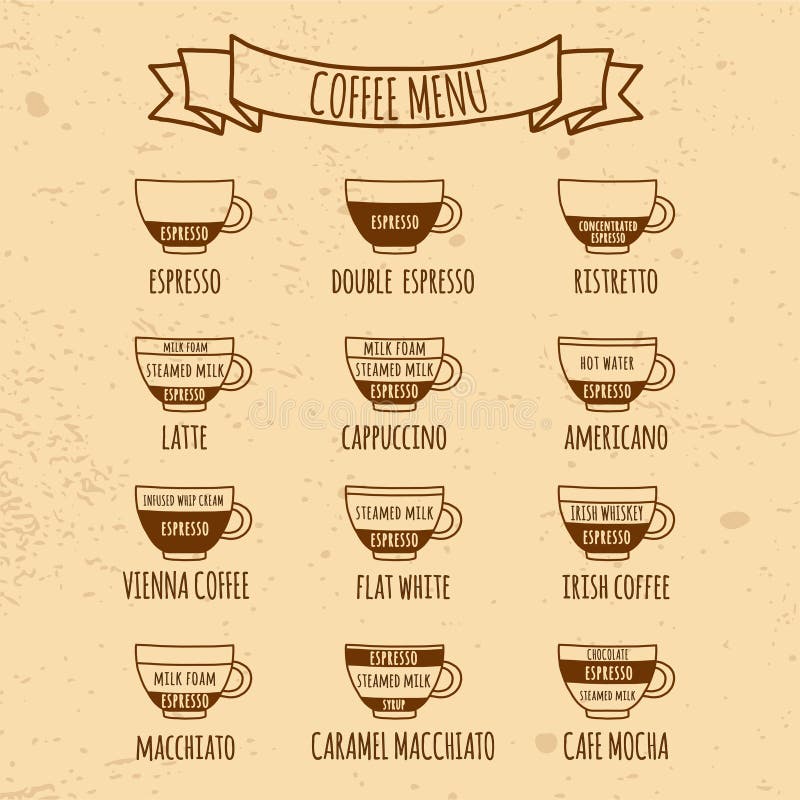 COFFEE MENU
ESPRESSO
ESPRESSO
ESPRESSO
DOUBLE ESPRESSO
CONCENTRATED
ESPRESSO
RISTRETTO
MILK FOAM
STEAMED MILK
ESPRESSO
LATTE
MILK FOAM
STEAMED MILK
ESPRESSO
CAPPUCCINO
HOT WATER
ESPRESSO
AMERICANO
dreamstime
INFUSED WHIP CREAM
ESPRESSO
VIENNA COFFEE
STEAMED MILK
ESPRESSO
FLAT WHITE
IRISH WHISKEY
ESPRESSO
IRISH COFFEE
MILK FOAM
ESPRESSO
MACCHIATO
ESPRESSO
STEAMED MILK
SYRUP
CARAMEL MACCHIATO
CHOCOLATE
ESPRESSO
STEAMED MILK
CAFE MOCHA